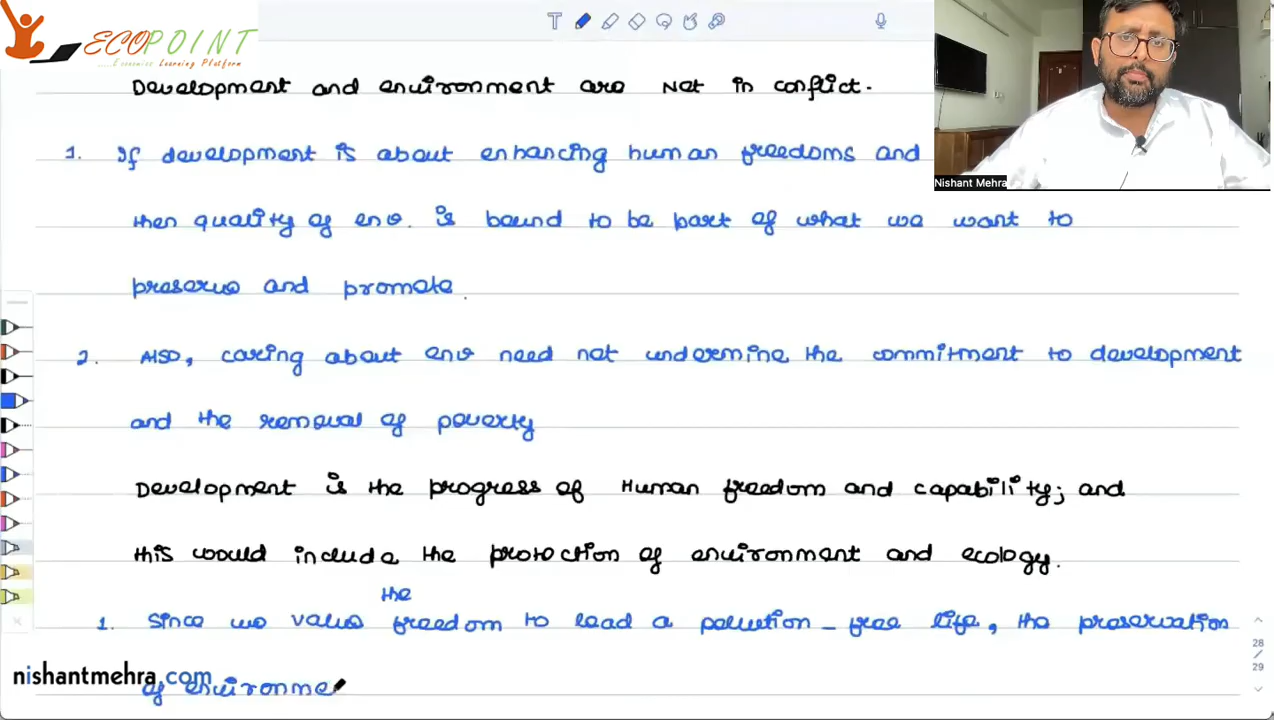 ECOPOINT
....Economics Learning Platform
Development and environment are Not in conflict.
1. If development is about enhancing human freedoms and
then quality of env. is bound to be part of what we want to
preserve and promote.
2. Also, caring about env need not undermine the commitment to development
and the removal of poverty
Development is the progress of Human freedom and capability; and
this would include the protection of environment and ecology.
the
1. Since we value freedom to lead a pollution-free life, the preservation
of environme
nishantmehra.com
Nishant Mehra
28
/
29